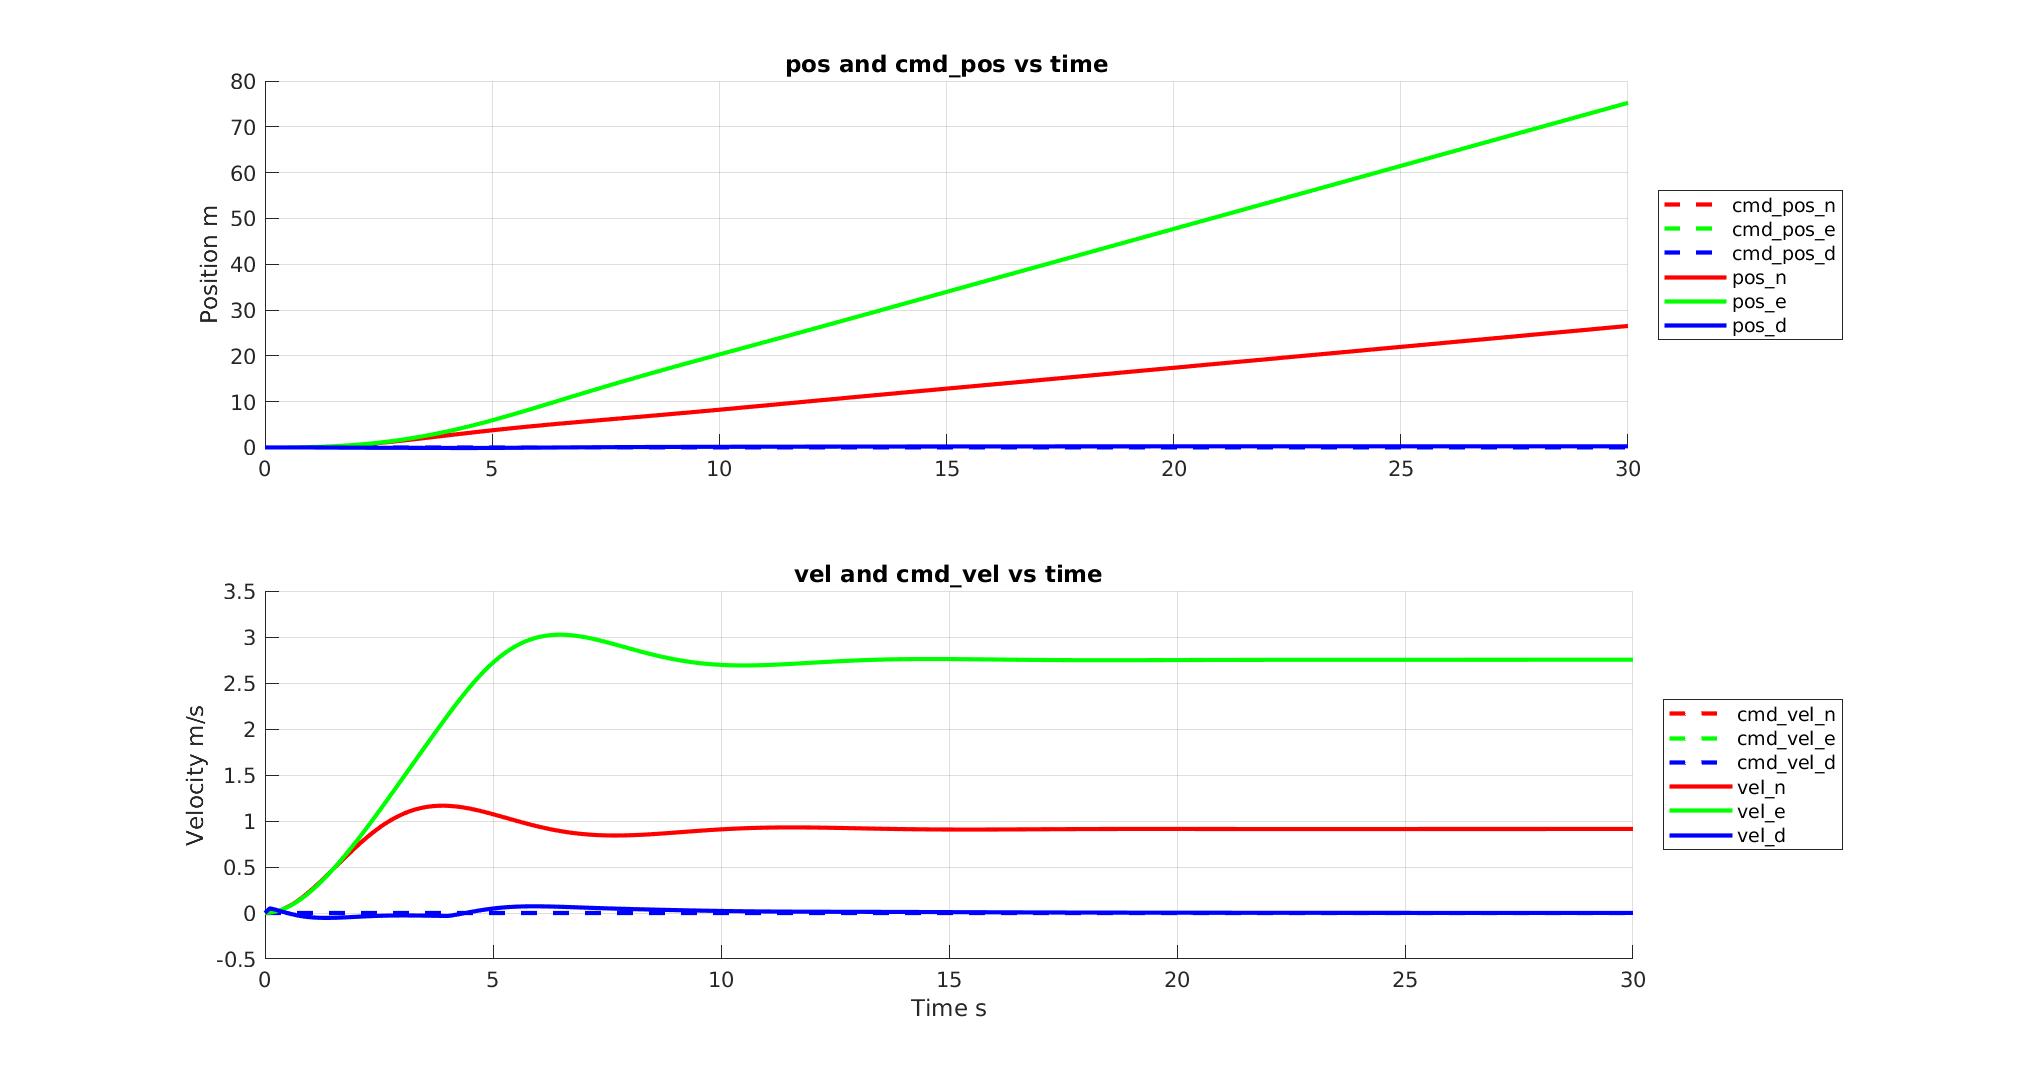 pos and cmd_pos vs time
80
70
60
50
40
30
20
10
0
Position m
0 5 10 15 20 25 30
cmd_pos_n
cmd_pos_e
cmd_pos_d
pos_n
pos_e
pos_d
vel and cmd_vel vs time
3.5
3
2.5
2
1.5
1
0.5
0
-0.5
Velocity m/s
0 5 10 15 20 25 30
Time s
cmd_vel_n
cmd_vel_e
cmd_vel_d
vel_n
vel_e
vel_d